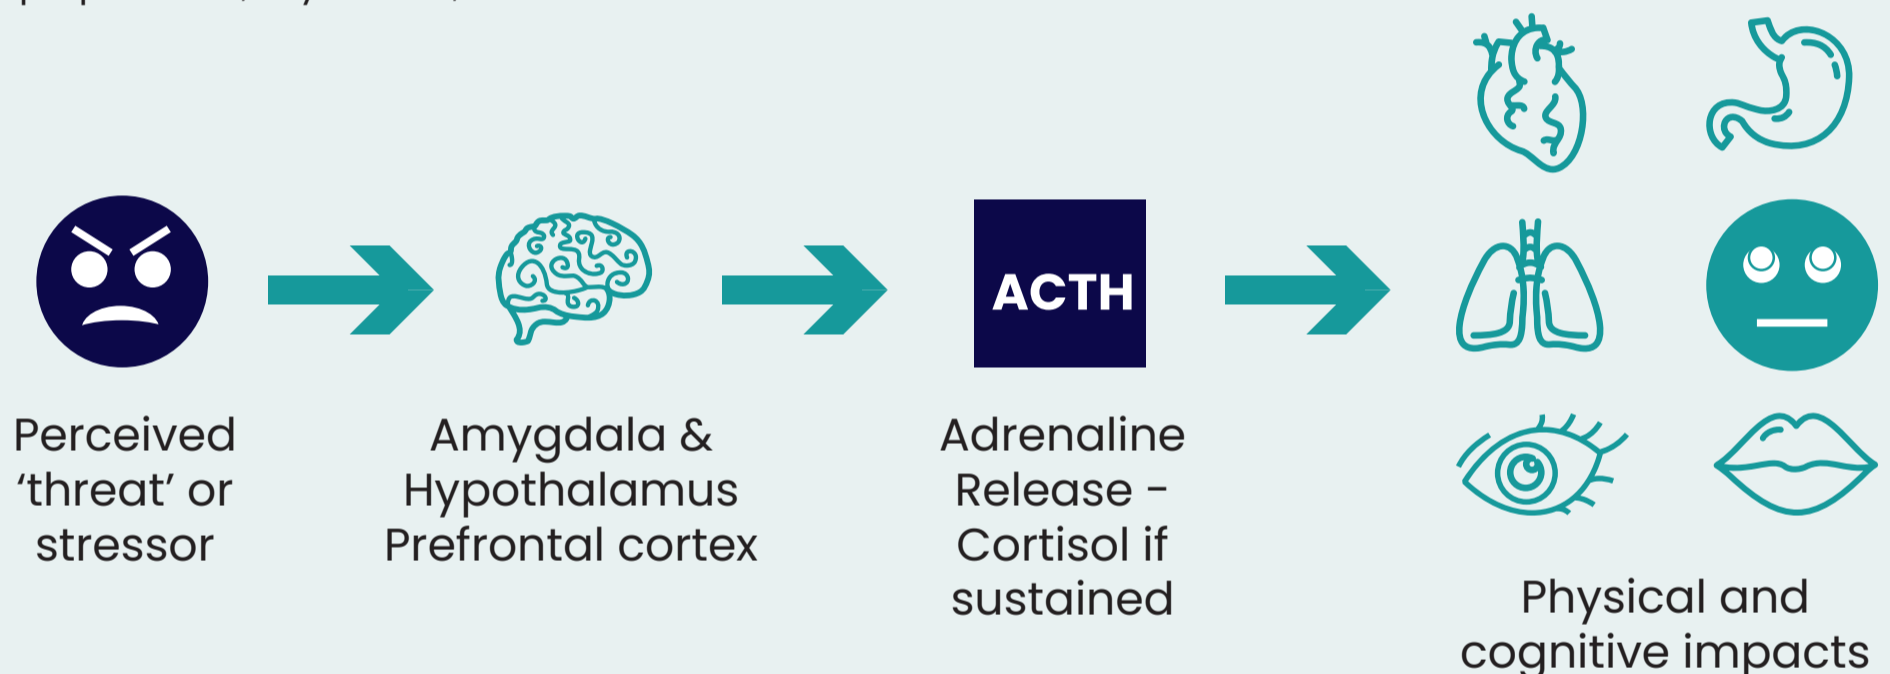 ACTH
Perceived
‘threat’ or
stressor
Amygdala &
Hypothalamus
Prefrontal cortex
Adrenaline
Release -
Cortisol if
sustained
Physical and
cognitive impacts